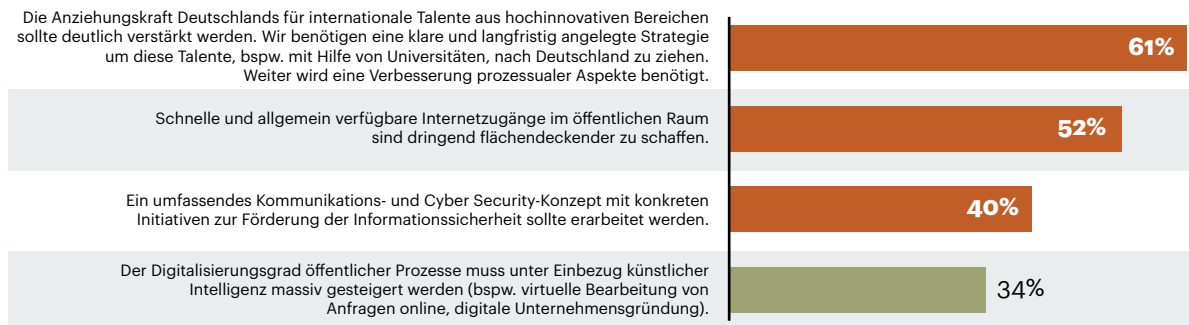 Die Anziehungskraft Deutschlands für internationale Talente aus hochinnovativen Bereichen
sollte deutlich verstärkt werden. Wir benötigen eine klare und langfristig angelegte Strategie
um diese Talente, bspw. mit Hilfe von Universitäten, nach Deutschland zu ziehen.
Weiter wird eine Verbesserung prozessualer Aspekte benötigt.
61%
Schnelle und allgemein verfügbare Internetzugänge im öffentlichen Raum
sind dringend flächendeckender zu schaffen.
52%
Ein umfassendes Kommunikations- und Cyber Security-Konzept mit konkreten
Initiativen zur Förderung der Informationssicherheit sollte erarbeitet werden.
40%
Der Digitalisierungsgrad öffentlicher Prozesse muss unter Einbezug künstlicher
Intelligenz massiv gesteigert werden (bspw. virtuelle Bearbeitung von
Anfragen online, digitale Unternehmensgründung).
34%